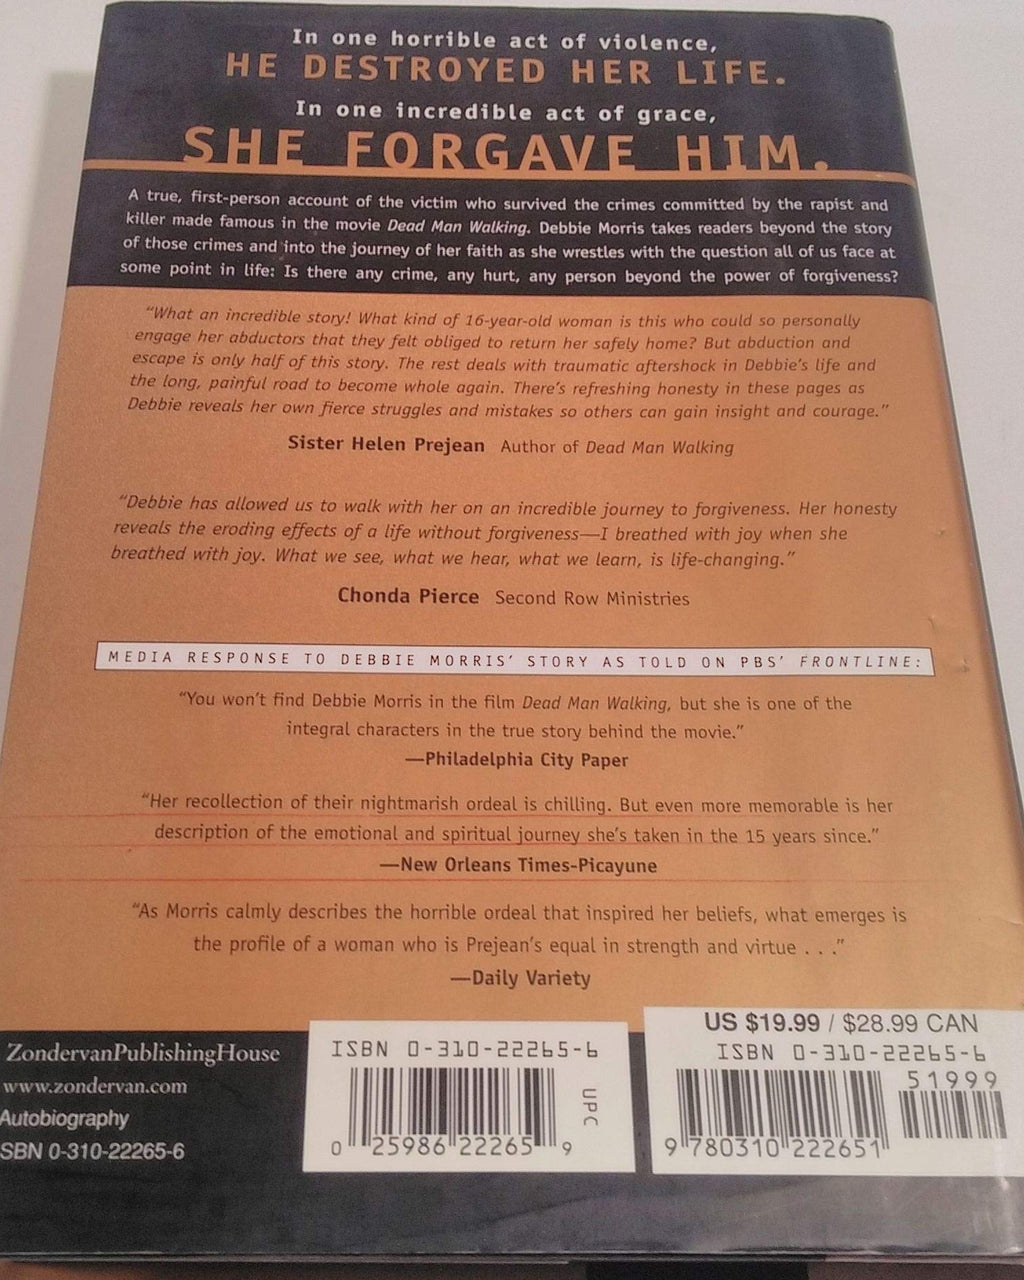 In one horrible act of violence,
HE DESTROYED HER LIFE.
In one incredible act of grace,
SHE FORGAVE HIM.
A true, first-person account of the victim who survived the crimes committed by the rapist and
killer made famous in the movie Dead Man Walking. Debbie Morris takes readers beyond the story
of those crimes and into the journey of her faith as she wrestles with the question all of us face at
some point in life: Is there any crime, any hurt, any person beyond the power of forgiveness?
“What an incredible story! What kind of 16-year-old woman is this who could so personally
engage her abductors that they felt obliged to return her safely home? But abduction and
escape is only half of this story. The rest deals with traumatic aftershock in Debbie’s life and
the long, painful road to become whole again. There’s refreshing honesty in these pages as
Debbie reveals her own fierce struggles and mistakes so others can gain insight and courage.”
Sister Helen Prejean Author of Dead Man Walking
“Debbie has allowed us to walk with her on an incredible journey to forgiveness. Her honesty
reveals the eroding effects of a life without forgiveness—I breathed with joy when she
breathed with joy. What we see, what we hear, what we learn, is life-changing.”
Chonda Pierce Second Row Ministries
MEDIA RESPONSE TO DEBBIE MORRIS’ STORY AS TOLD ON PBS’ FRONTLINE:
“You won’t find Debbie Morris in the film Dead Man Walking, but she is one of the
integral characters in the true story behind the movie.”
—Philadelphia City Paper
“Her recollection of their nightmarish ordeal is chilling. But even more memorable is her
description of the emotional and spiritual journey she’s taken in the 15 years since.”
—New Orleans Times-Picayune
“As Morris calmly describes the horrible ordeal that inspired her beliefs, what emerges is
the profile of a woman who is Prejean’s equal in strength and virtue . . .”
—Daily Variety
ZondervanPublishingHouse
www.zondervan.com
Autobiography
SBN 0-310-22265-6
ISBN 0-310-22265-6
UPC
0 25986 22265 9
US $19.99 / $28.99 CAN
ISBN 0-310-22265-6
51999
9 780310 222651